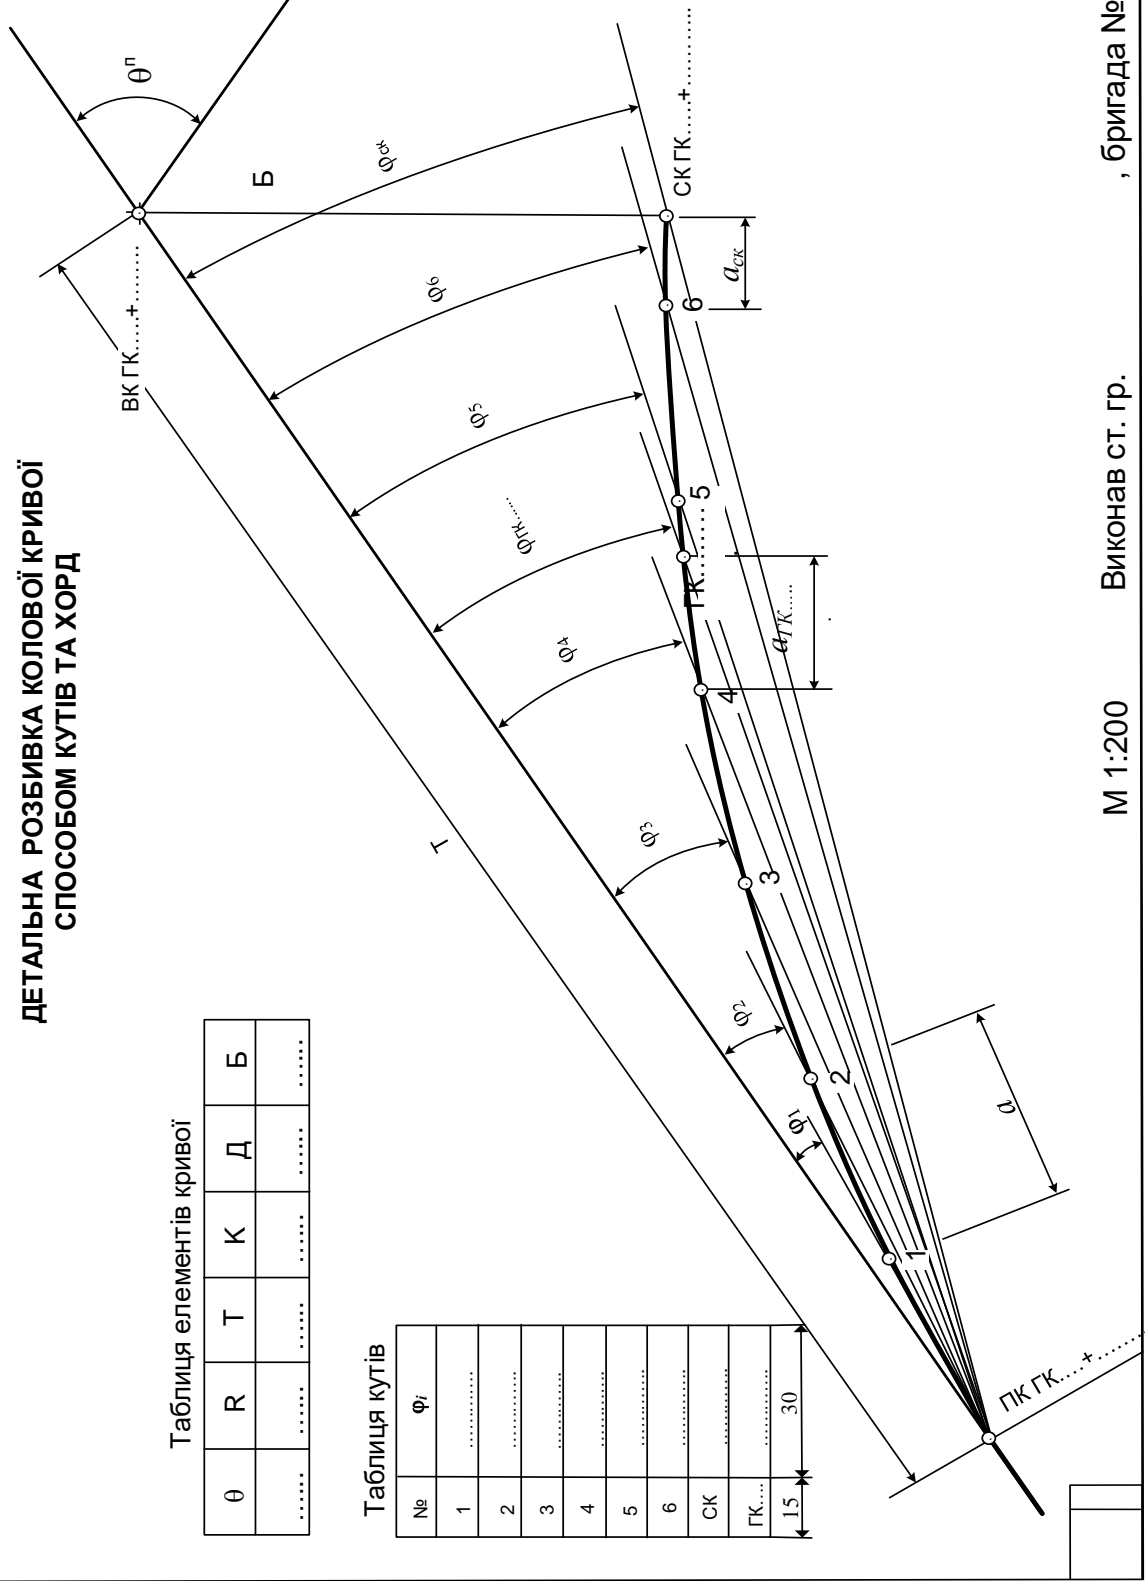 ДЕТАЛЬНА РОЗБИВКА КОЛОВОЇ КРИВОЇ
СПОСОБОМ КУТІВ ТА ХОРД
Таблиця елементів кривої
θ R T К Д Б
...... ...... ...... ...... ...... ......
Таблиця кутів
№ φi
1 ............
2 ............
3 ............
4 ............
5 ............
6 ............
СК ............
ГК.... ............
15 30
ВК ГК.....+........
θп
Б
Т
φ1
φ2
φ3
φ4
φГК.....
φ5
φ6
φск
1
2
3
4
ГК.........
5
6
СК ГК.....+..........
ПК ГК....+.......
a
aГК.....
aск
М 1:200
Виконав ст. гр. , бригада №